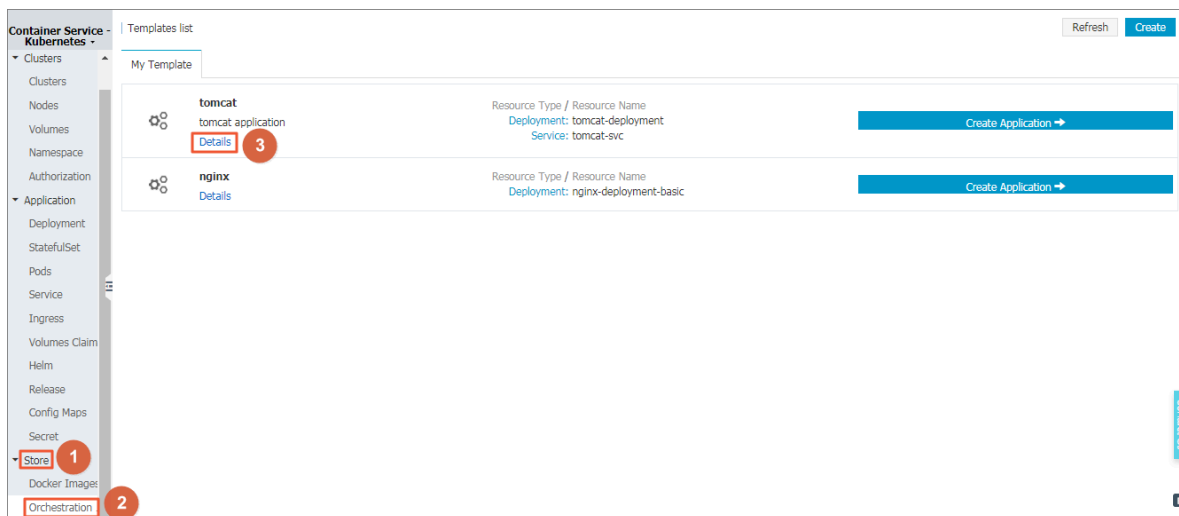 Container Service -
Kubernetes
Clusters
Clusters
Nodes
Volumes
Namespace
Authorization
Application
Deployment
StatefulSet
Pods
Service
Ingress
Volumes Claim
Helm
Release
Config Maps
Secret
Store 1
Docker Images
Orchestration 2
Templates list
Refresh Create
My Template
tomcat
tomcat application
Details 3
Resource Type / Resource Name
Deployment: tomcat-deployment
Service: tomcat-svc
Create Application
nginx
Details
Resource Type / Resource Name
Deployment: nginx-deployment-basic
Create Application